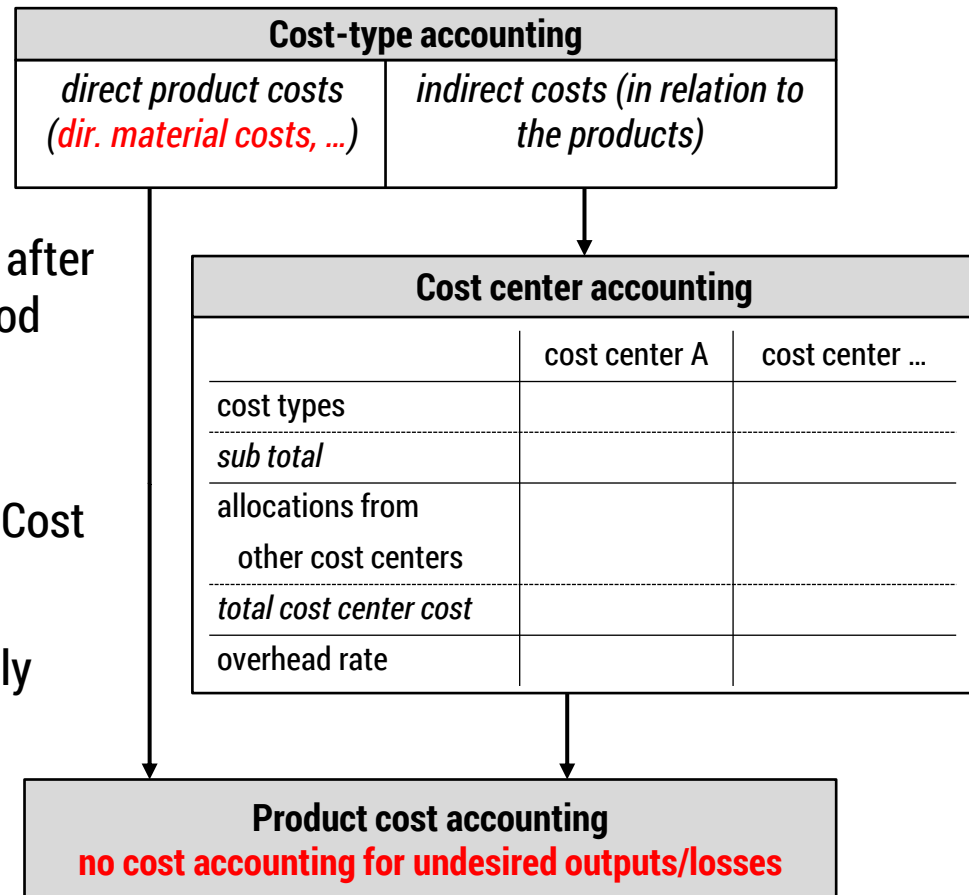 Cost-type accounting
direct product costs
(dir. material costs, …)
indirect costs (in relation to
the products)
after
od
Cost
ly
Cost center accounting
cost center A
cost center …
cost types
sub total
allocations from
other cost centers
total cost center cost
overhead rate
Product cost accounting
no cost accounting for undesired outputs/losses